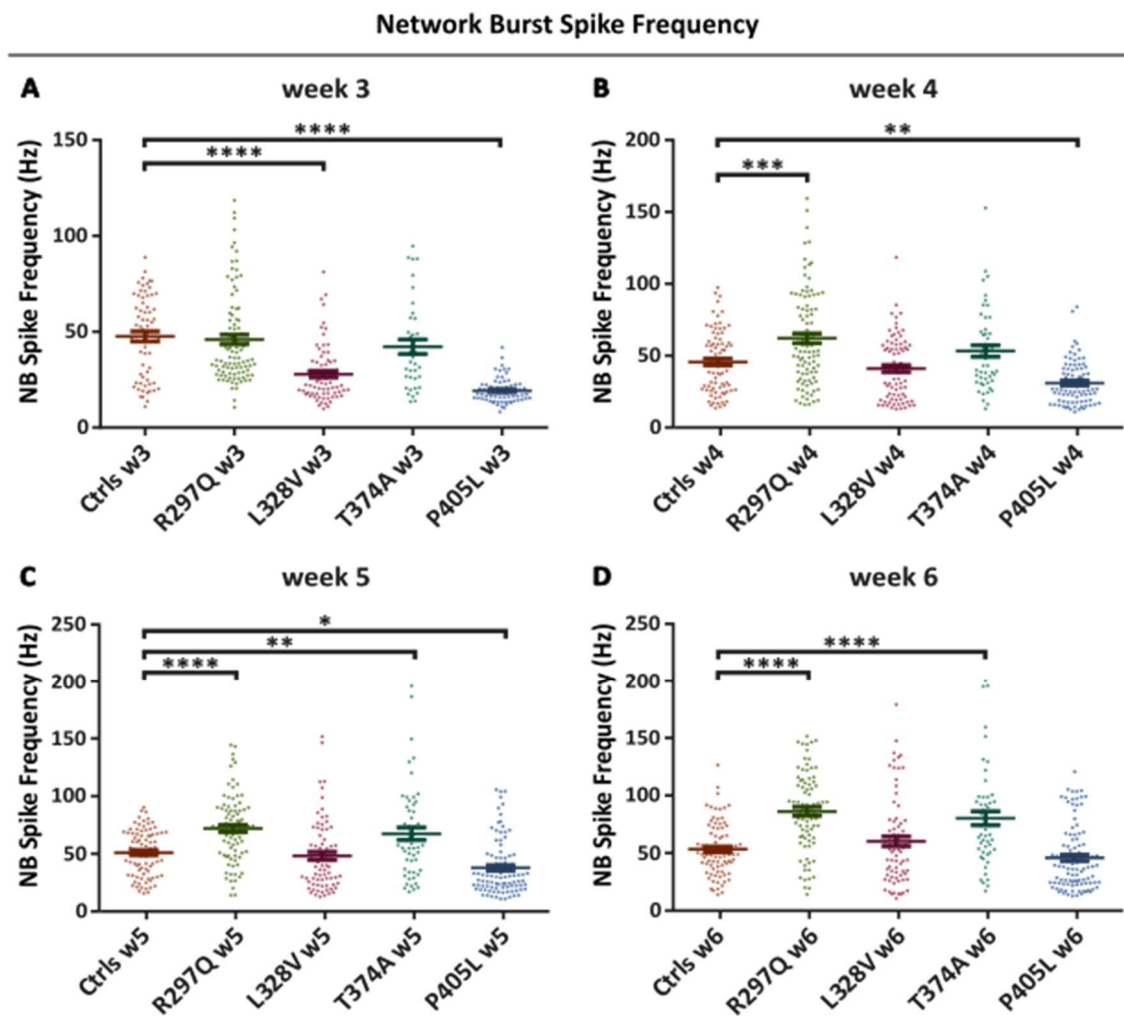 Network Burst Spike Frequency
A week 3
NB Spike Frequency (Hz)
150
100
50
0
****
****
Ctrls w3
R297Q w3
L328V w3
T374A w3
P405L w3
B week 4
NB Spike Frequency (Hz)
200
150
100
50
0
**
***
Ctrls w4
R297Q w4
L328V w4
T374A w4
P405L w4
C week 5
NB Spike Frequency (Hz)
250
200
150
100
50
0
*
**
****
Ctrls w5
R297Q w5
L328V w5
T374A w5
P405L w5
D week 6
NB Spike Frequency (Hz)
250
200
150
100
50
0
****
****
Ctrls w6
R297Q w6
L328V w6
T374A w6
P405L w6